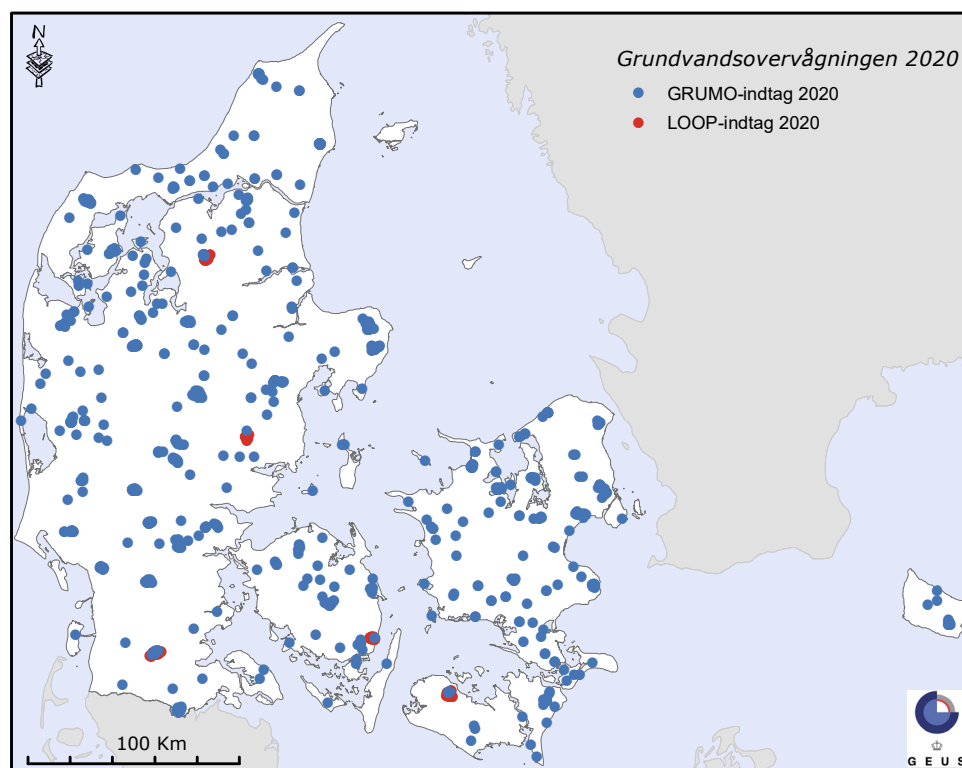 N
Grundvandsovervågningen 2020
GRUMO-indtag 2020
LOOP-indtag 2020
100 Km
G E U S